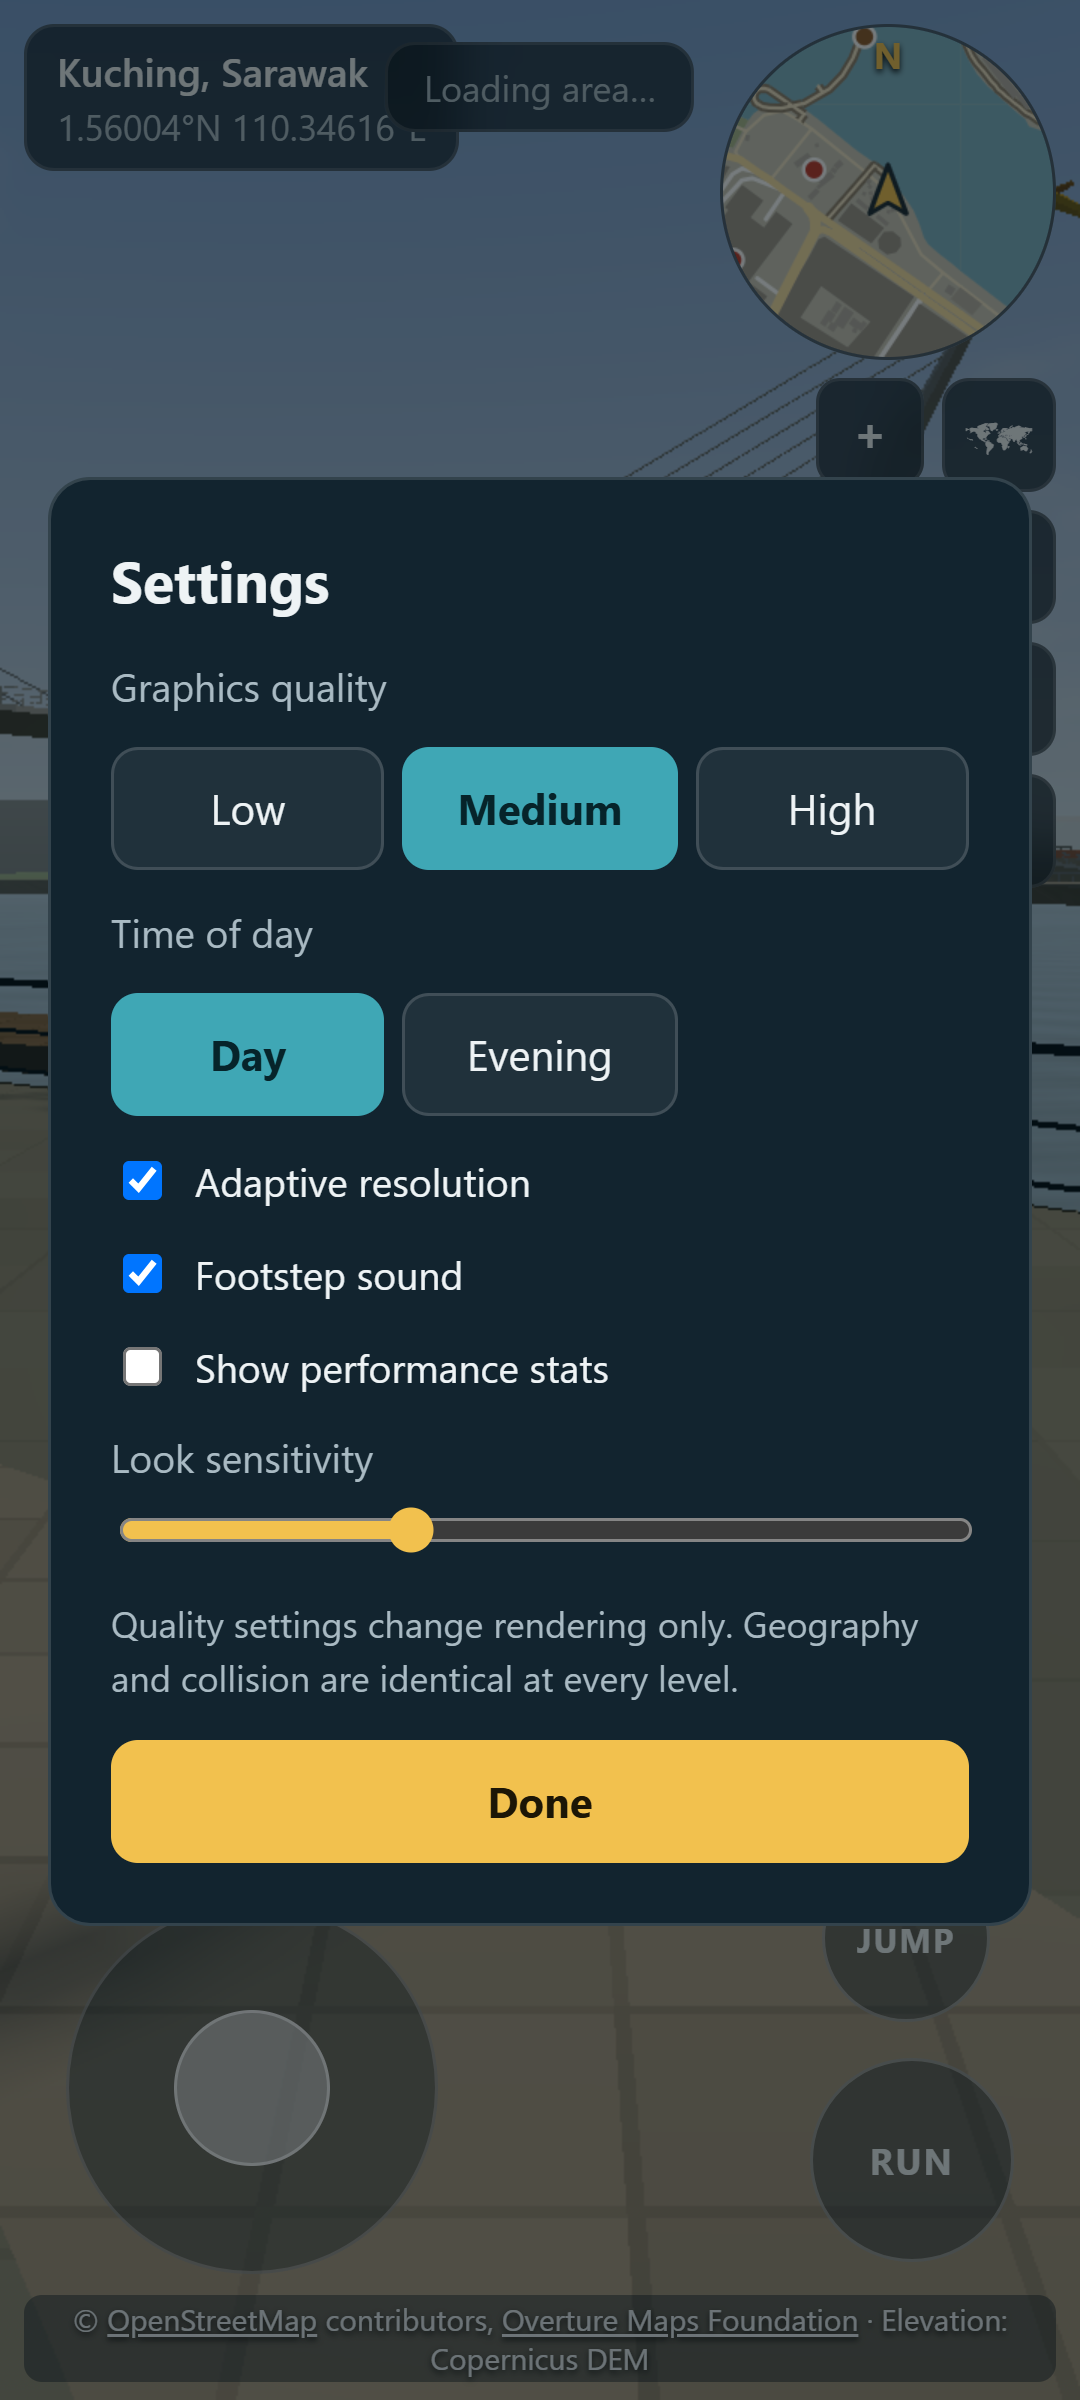 Kuching, Sarawak
1.56004°N 110.34616°E
Loading area...
N
+
Settings
Graphics quality
Low
Medium
High
Time of day
Day
Evening
Adaptive resolution
Footstep sound
Show performance stats
Look sensitivity
Quality settings change rendering only. Geography
and collision are identical at every level.
Done
JUMP
RUN
© OpenStreetMap contributors, Overture Maps Foundation · Elevation:
Copernicus DEM